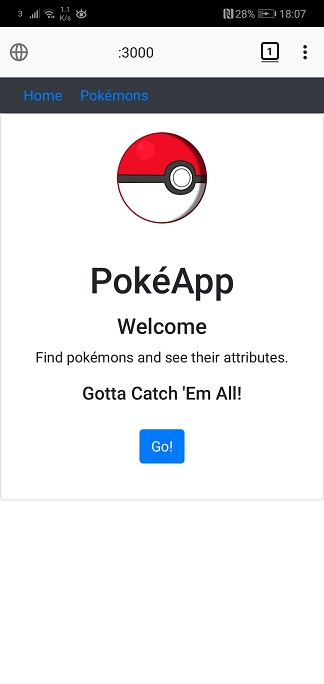 3 1.1 K/s 28% 18:07
:3000 1
Home Pokémons
PokéApp
Welcome
Find pokémons and see their attributes.
Gotta Catch 'Em All!
Go!